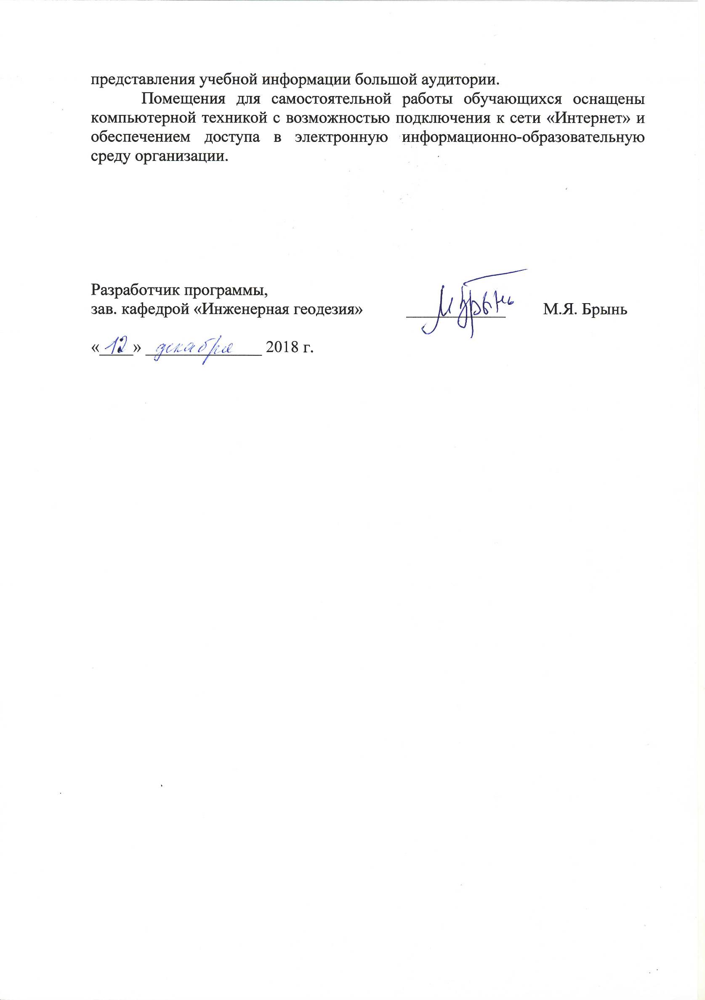 представления учебной информации большой аудитории.
Помещения для самостоятельной работы обучающихся оснащены
компьютерной техникой с возможностью подключения к сети «Интернет» и
обеспечением доступа в электронную информационно-образовательную
среду организации.
Разработчик программы,
зав. кафедрой «Инженерная геодезия» МБрынь М.Я. Брынь
«12» декабря 2018 г.